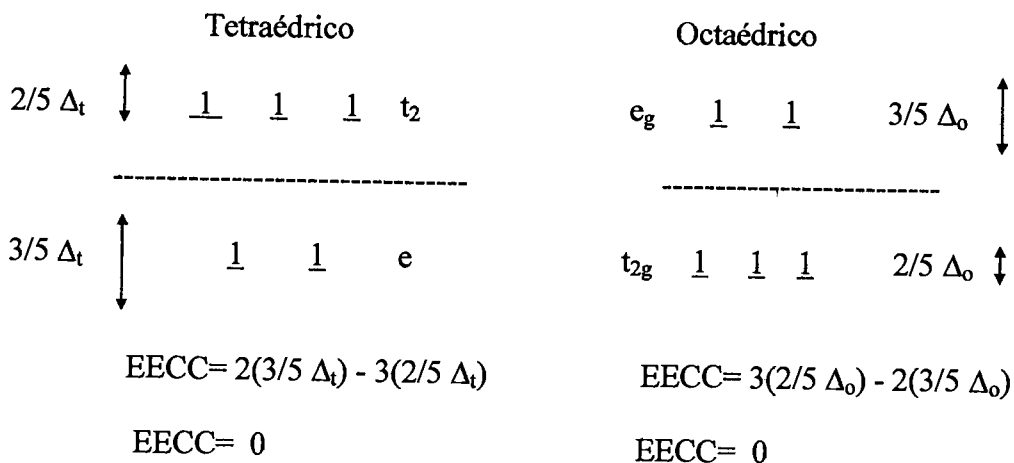 Tetraédrico
2/5 Δt 1 1 1 t2
3/5 Δt 1 1 e
EECC= 2(3/5 Δt) - 3(2/5 Δt)
EECC= 0
Octaédrico
eg 1 1 3/5 Δo
t2g 1 1 1 2/5 Δo
EECC= 3(2/5 Δo) - 2(3/5 Δo)
EECC= 0